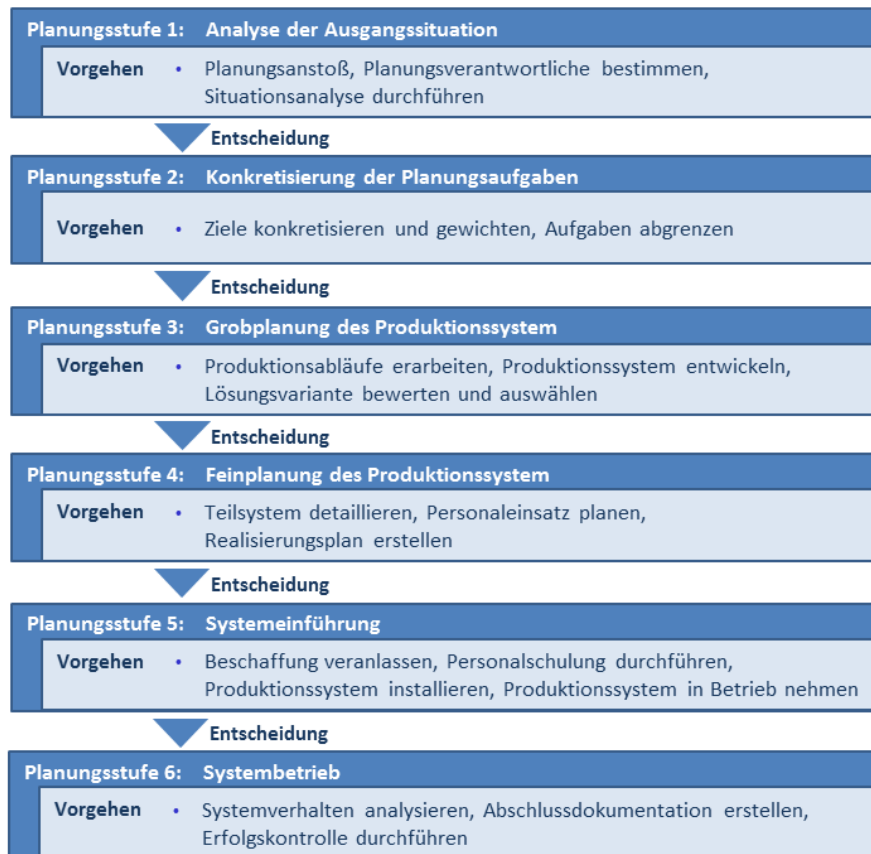 Planungsstufe 1: Analyse der Ausgangssituation
Vorgehen • Planungsanstoß, Planungsverantwortliche bestimmen,
Situationsanalyse durchführen
Entscheidung
Planungsstufe 2: Konkretisierung der Planungsaufgaben
Vorgehen • Ziele konkretisieren und gewichten, Aufgaben abgrenzen
Entscheidung
Planungsstufe 3: Grobplanung des Produktionssystem
Vorgehen • Produktionsabläufe erarbeiten, Produktionssystem entwickeln,
Lösungsvariante bewerten und auswählen
Entscheidung
Planungsstufe 4: Feinplanung des Produktionssystem
Vorgehen • Teilsystem detaillieren, Personaleinsatz planen,
Realisierungsplan erstellen
Entscheidung
Planungsstufe 5: Systemeinführung
Vorgehen • Beschaffung veranlassen, Personalschulung durchführen,
Produktionssystem installieren, Produktionssystem in Betrieb nehmen
Entscheidung
Planungsstufe 6: Systembetrieb
Vorgehen • Systemverhalten analysieren, Abschlussdokumentation erstellen,
Erfolgskontrolle durchführen